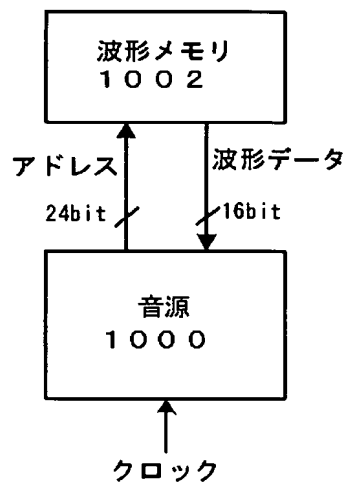 波形メモリ
１００２
アドレス
波形データ
24bit
16bit
音源
１０００
クロック